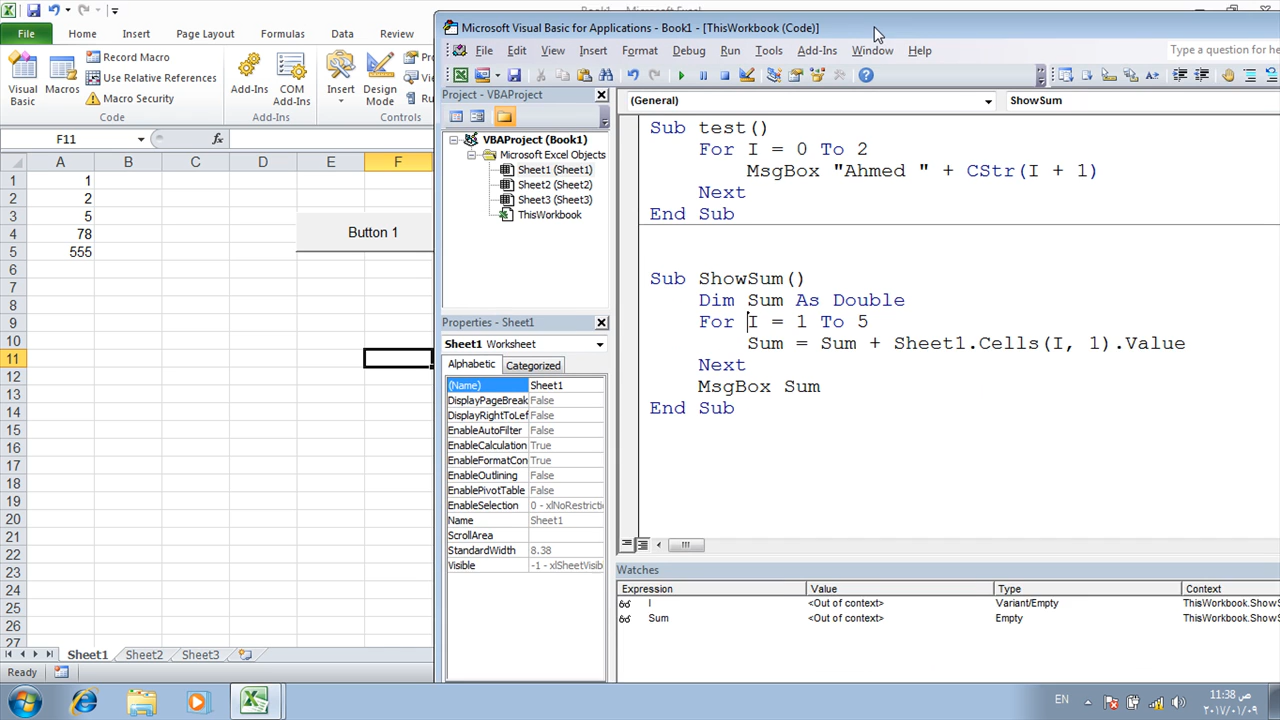 Book1 - Microsoft Excel
File Home Insert Page Layout Formulas Data Review
Visual Basic
Macros
Record Macro
Use Relative References
Macro Security
Code
Add-Ins
COM Add-Ins
Add-Ins
Insert
Design Mode
Controls
F11
fx
A B C D E F
1 1
2 2
3 5
4 78
5 555
6
7
8
9
10
11
12
13
14
15
16
17
18
19
20
21
22
23
24
25
26
27
Button 1
Sheet1 Sheet2 Sheet3
Ready
Microsoft Visual Basic for Applications - Book1 - [ThisWorkbook (Code)]
File Edit View Insert Format Debug Run Tools Add-Ins Window Help
Type a question for
Project - VBAProject
VBAProject (Book1)
Microsoft Excel Objects
Sheet1 (Sheet1)
Sheet2 (Sheet2)
Sheet3 (Sheet3)
ThisWorkbook
Properties - Sheet1
Sheet1 Worksheet
Alphabetic Categorized
(Name) Sheet1
DisplayPageBreak False
DisplayRightToLef False
EnableAutoFilter False
EnableCalculation True
EnableFormatCon True
EnableOutlining False
EnablePivotTable False
EnableSelection 0 - xlNoRestrictic
Name Sheet1
ScrollArea
StandardWidth 8.38
Visible -1 - xlSheetVisib
(General) ShowSum
Sub test()
For I = 0 To 2
MsgBox "Ahmed " + CStr(I + 1)
Next
End Sub
Sub ShowSum()
Dim Sum As Double
For I = 1 To 5
Sum = Sum + Sheet1.Cells(I, 1).Value
Next
MsgBox Sum
End Sub
Watches
Expression Value Type Context
I <Out of context> Variant/Empty ThisWorkbook.ShowS
Sum <Out of context> Empty ThisWorkbook.ShowS
EN
11:38 ص
٢٠١٧/٠١/٠٩